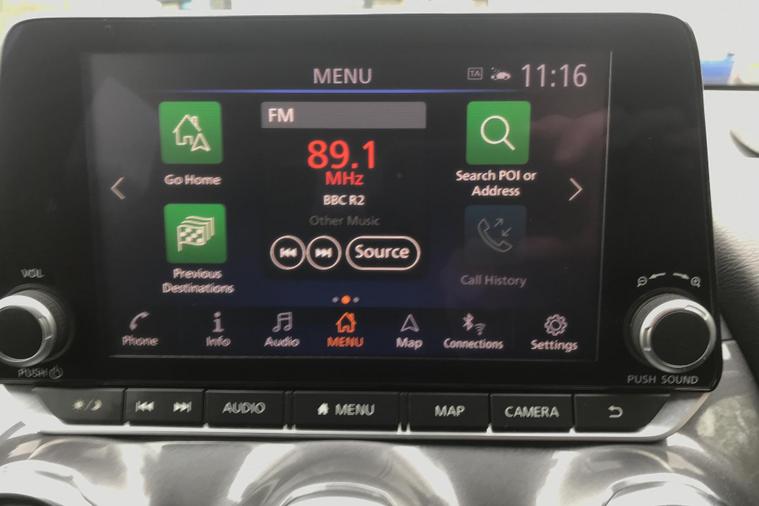 MENU
TA
11:16
FM
Go Home
89.1
MHz
BBC R2
Other Music
Source
Search POI or
Address
Previous
Destinations
Call History
Phone
Info
Audio
MENU
Map
Connections
Settings
VOL
PUSH
PUSH SOUND
AUDIO
MENU
MAP
CAMERA